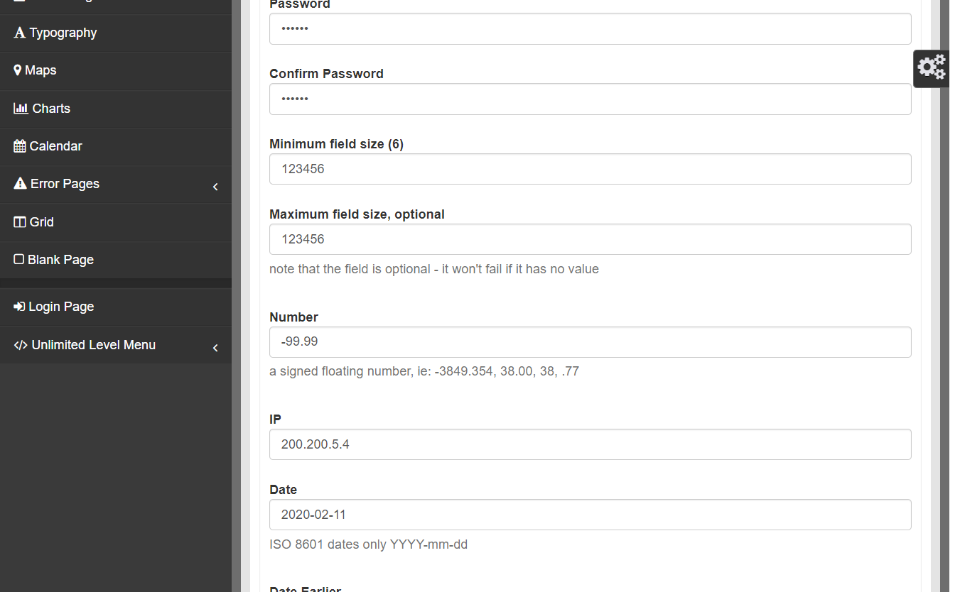 Typography
Maps
Charts
Calendar
Error Pages
Grid
Blank Page
Login Page
Unlimited Level Menu
Password
••••••
Confirm Password
••••••
Minimum field size (6)
123456
Maximum field size, optional
123456
note that the field is optional - it won't fail if it has no value
Number
-99.99
a signed floating number, ie: -3849.354, 38.00, 38, .77
IP
200.200.5.4
Date
2020-02-11
ISO 8601 dates only YYYY-mm-dd
Date Earlier